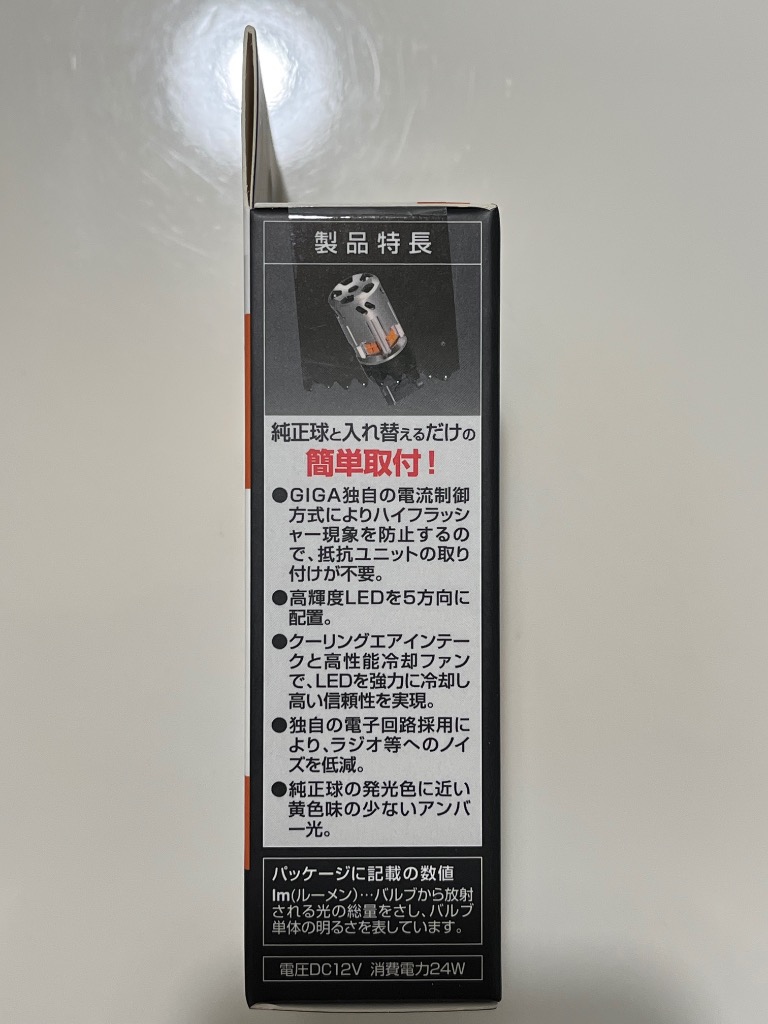 製品特長
純正球と入れ替えるだけの
簡単取付！
●GIGA独自の電流制御
方式によりハイフラッシ
ャー現象を防止するの
で、抵抗ユニットの取り
付けが不要。
●高輝度LEDを5方向に
配置。
●クーリングエアインテー
クと高性能冷却ファン
で、LEDを強力に冷却し
高い信頼性を実現。
●独自の電子回路採用に
より、ラジオ等へのノイ
ズを低減。
●純正球の発光色に近い
黄色味の少ないアンバ
ー光。
パッケージに記載の数値
lm(ルーメン)…バルブから放射
される光の総量をさし、バルブ
単体の明るさを表しています。
電圧DC12V 消費電力24W